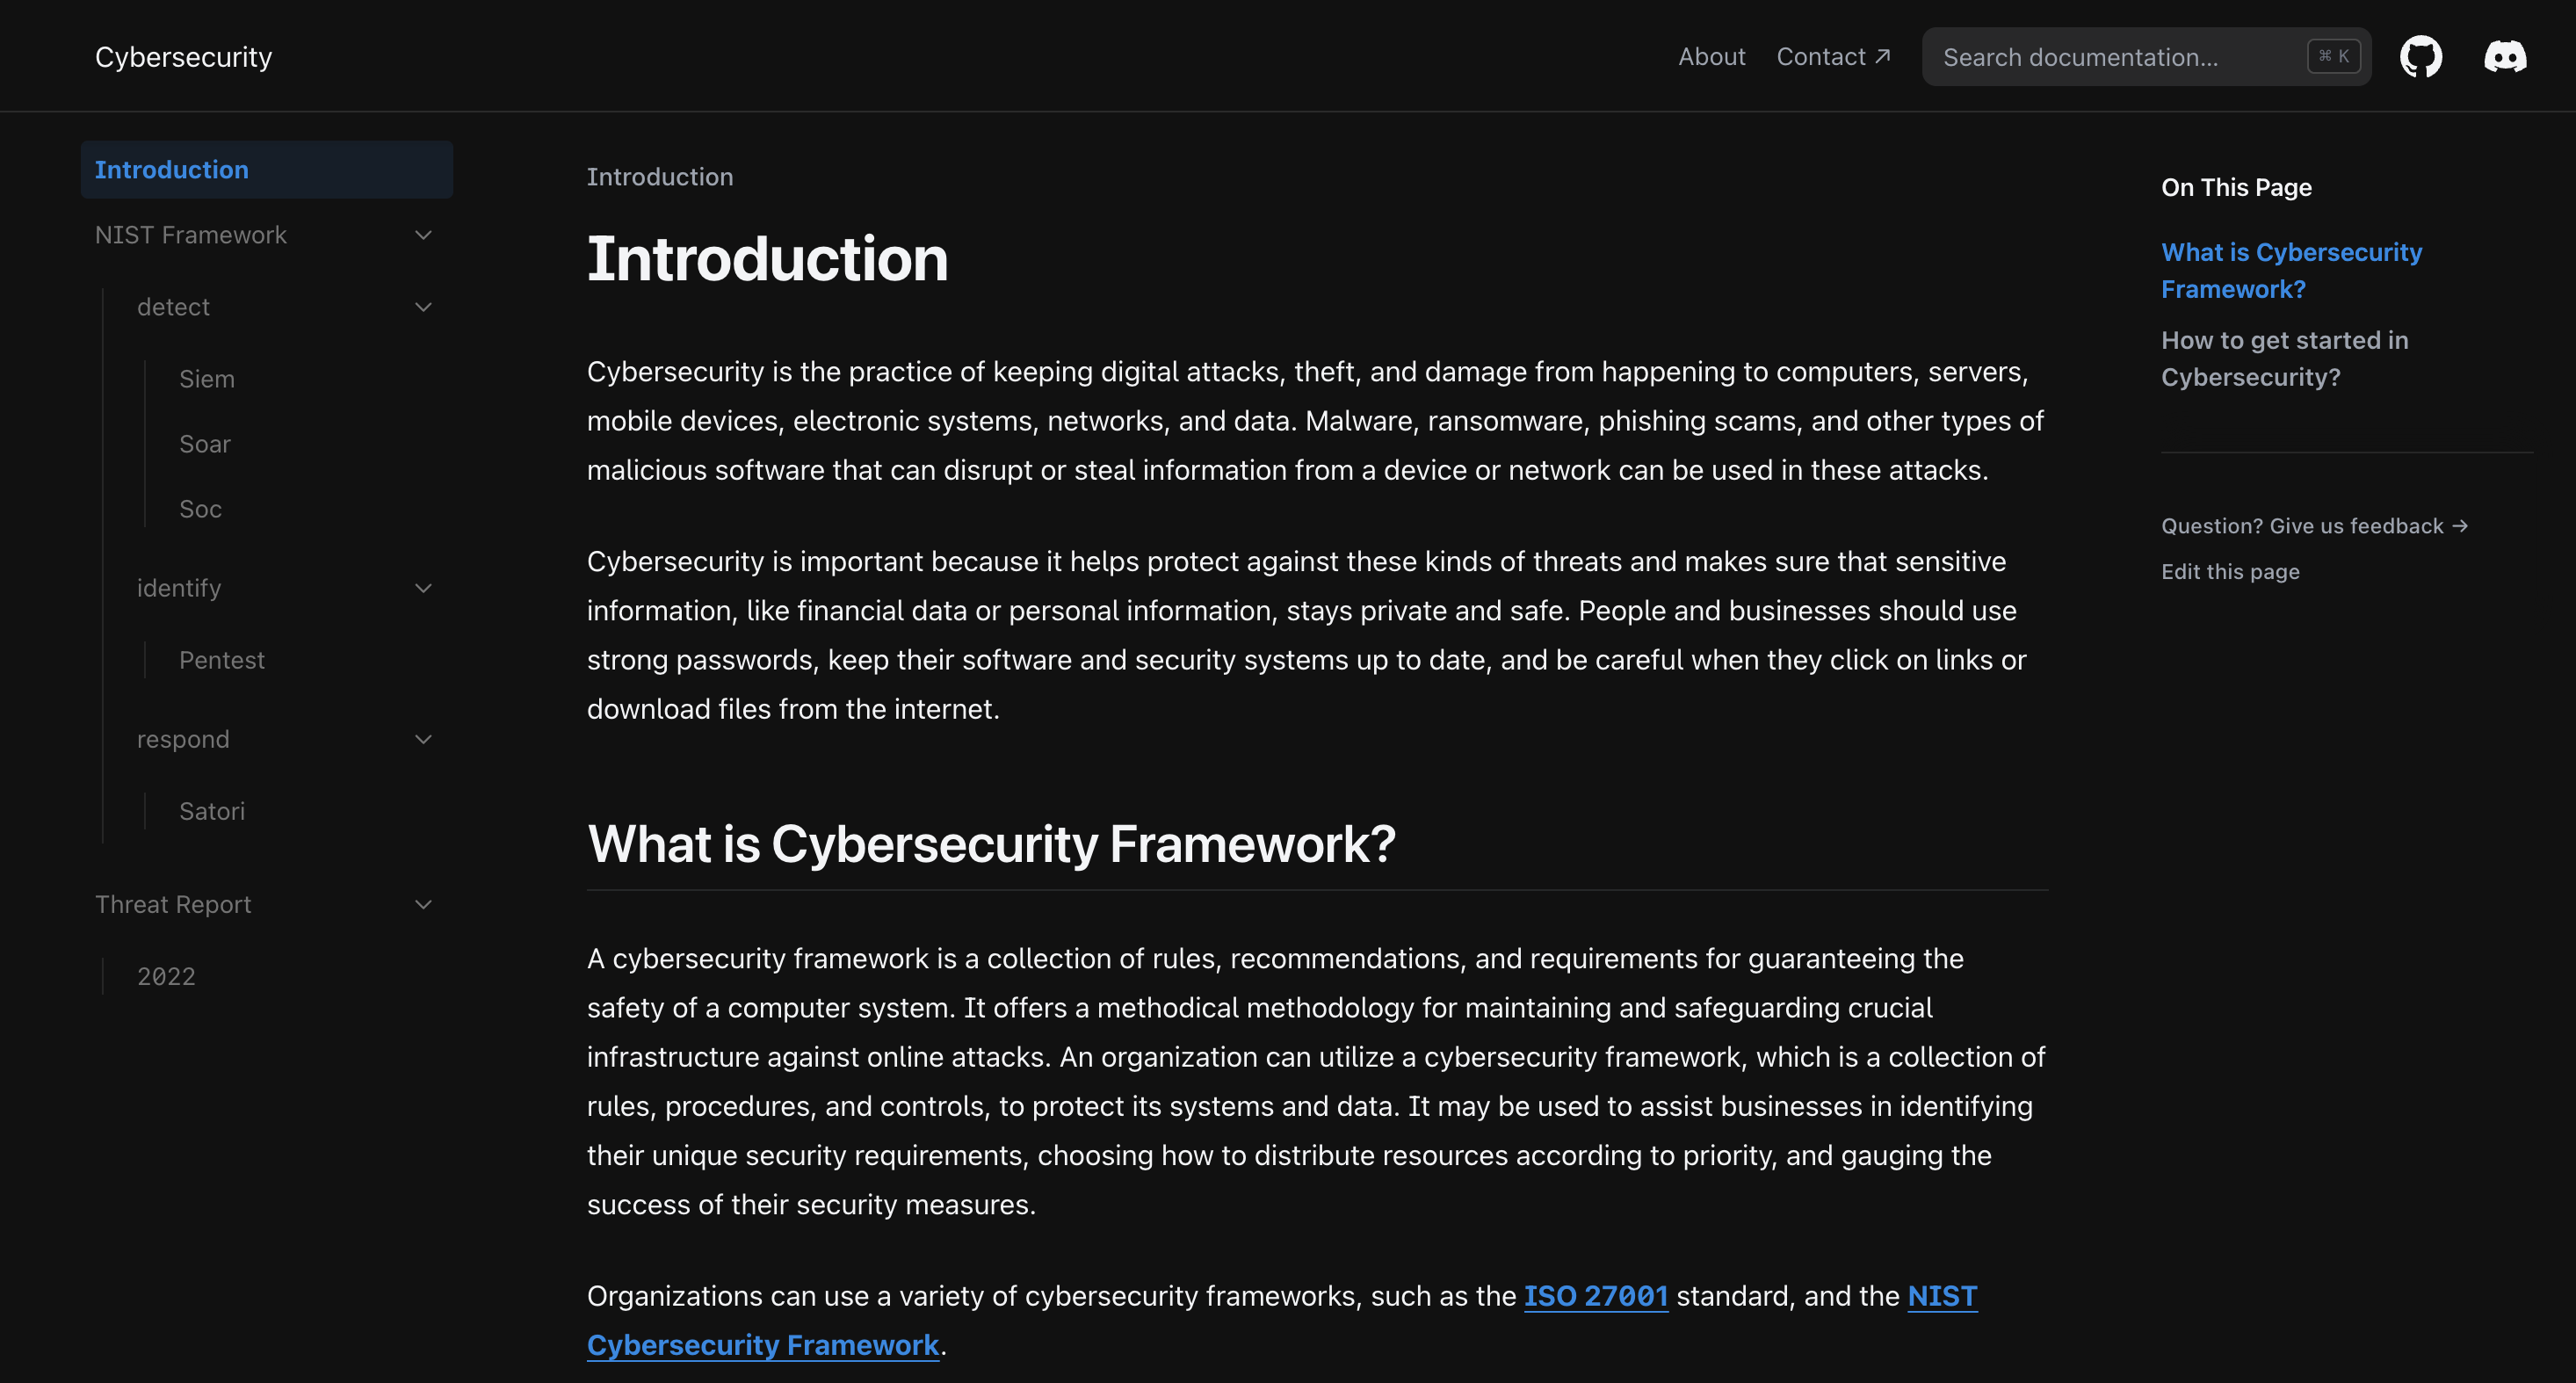 Cybersecurity
About
Contact ↗
Search documentation...
⌘ K
Introduction
NIST Framework
detect
Siem
Soar
Soc
identify
Pentest
respond
Satori
Threat Report
2022
Introduction
Introduction
Cybersecurity is the practice of keeping digital attacks, theft, and damage from happening to computers, servers,
mobile devices, electronic systems, networks, and data. Malware, ransomware, phishing scams, and other types of
malicious software that can disrupt or steal information from a device or network can be used in these attacks.
Cybersecurity is important because it helps protect against these kinds of threats and makes sure that sensitive
information, like financial data or personal information, stays private and safe. People and businesses should use
strong passwords, keep their software and security systems up to date, and be careful when they click on links or
download files from the internet.
What is Cybersecurity Framework?
A cybersecurity framework is a collection of rules, recommendations, and requirements for guaranteeing the
safety of a computer system. It offers a methodical methodology for maintaining and safeguarding crucial
infrastructure against online attacks. An organization can utilize a cybersecurity framework, which is a collection of
rules, procedures, and controls, to protect its systems and data. It may be used to assist businesses in identifying
their unique security requirements, choosing how to distribute resources according to priority, and gauging the
success of their security measures.
Organizations can use a variety of cybersecurity frameworks, such as the ISO 27001 standard, and the NIST
Cybersecurity Framework.
On This Page
What is Cybersecurity
Framework?
How to get started in
Cybersecurity?
Question? Give us feedback →
Edit this page